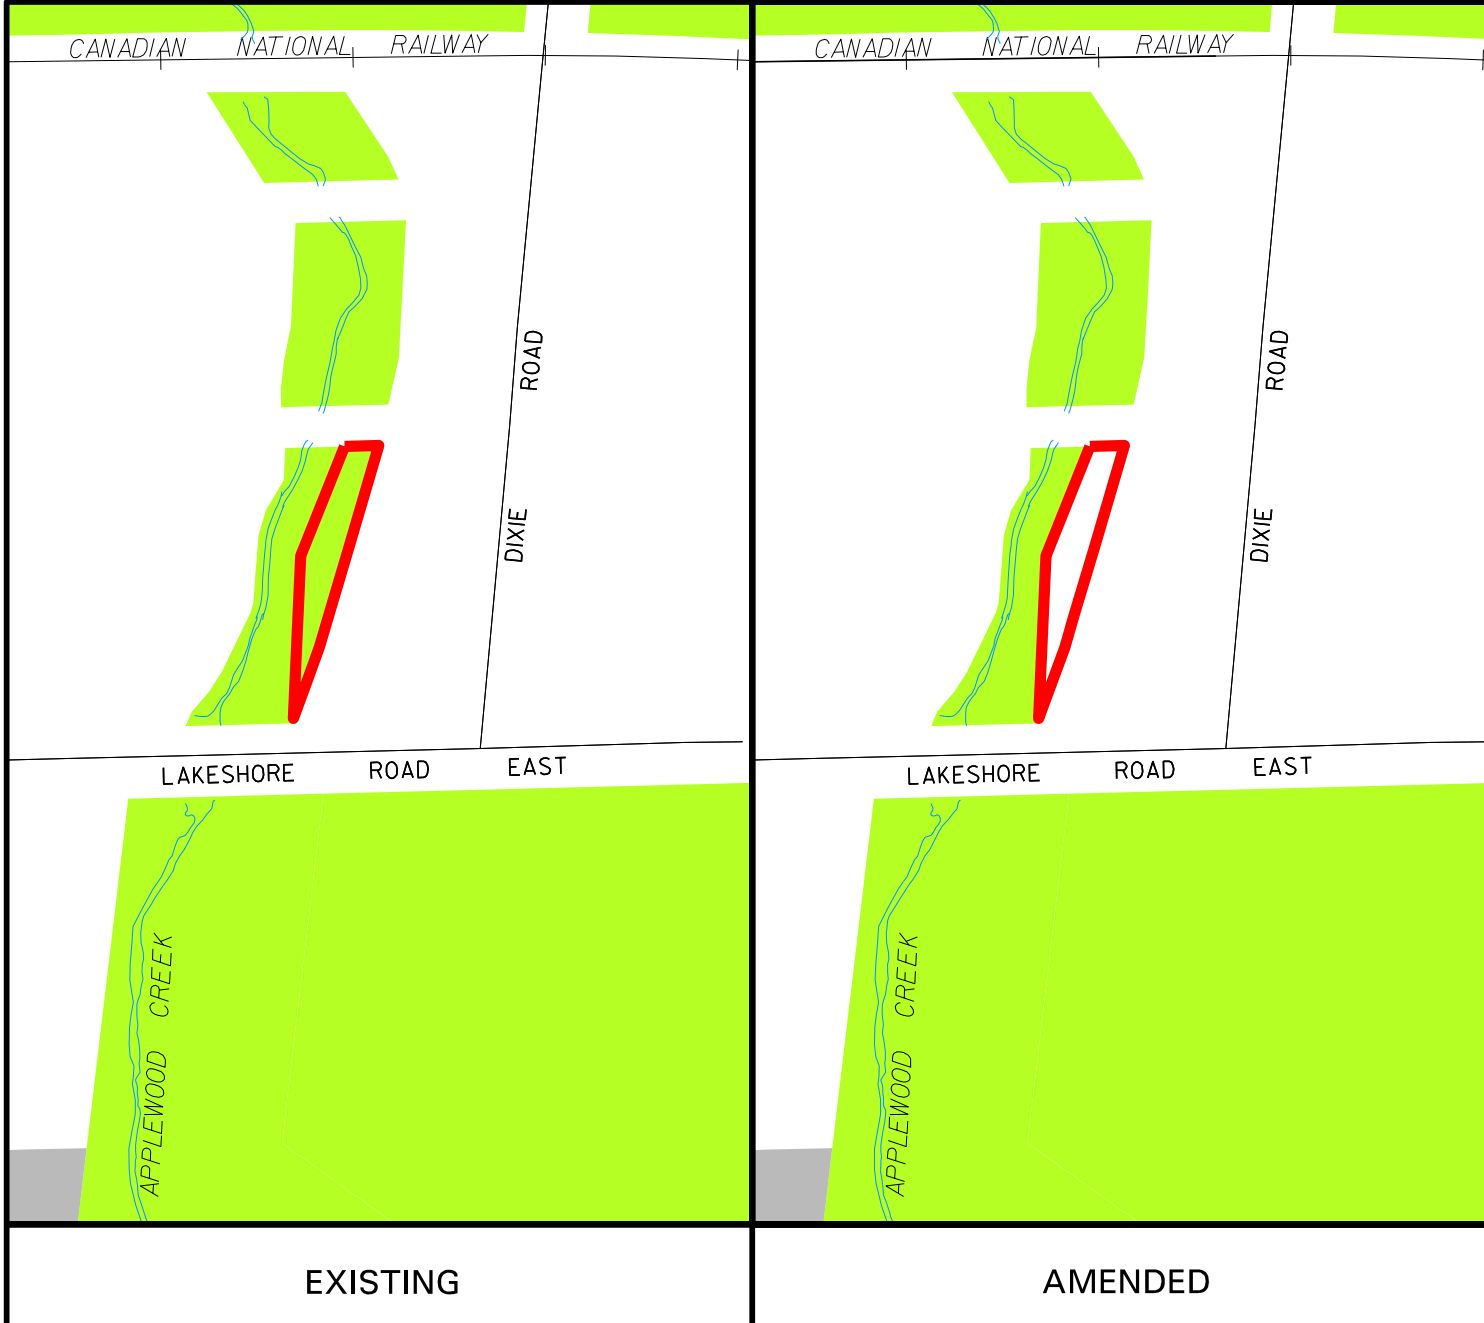 CANADIAN NATIONAL RAILWAY
ROAD
DIXIE
LAKESHORE ROAD EAST
CREEK
APPLEWOOD
EXISTING
CANADIAN NATIONAL RAILWAY
ROAD
DIXIE
LAKESHORE ROAD EAST
CREEK
APPLEWOOD
AMENDED